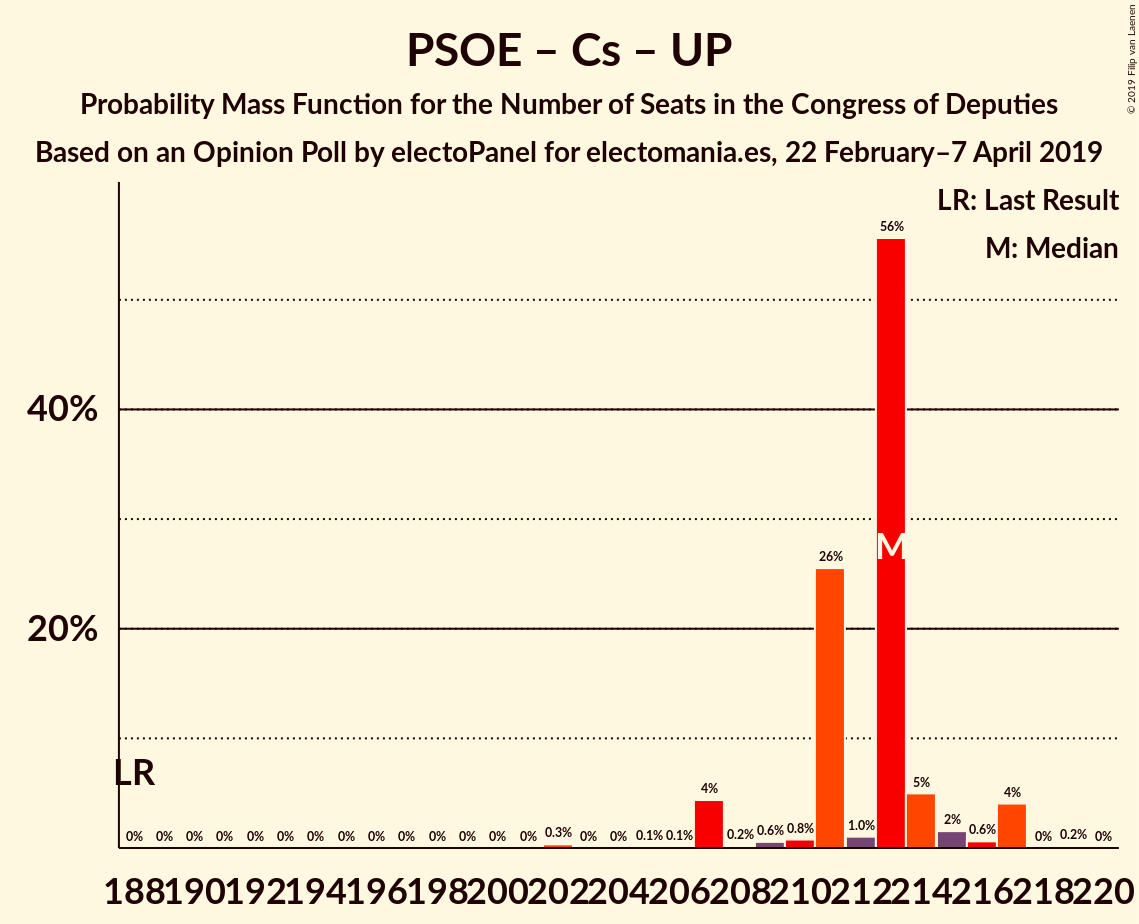 PSOE – Cs – UP
Probability Mass Function for the Number of Seats in the Congress of Deputies
Based on an Opinion Poll by electoPanel for electomania.es, 22 February–7 April 2019
© 2019 Filip van Laenen
LR: Last Result
M: Median
40%
20%
LR
M
0% 0% 0% 0% 0% 0% 0% 0% 0% 0% 0% 0% 0% 0% 0.3% 0% 0% 0.1% 0.1% 4% 0.2% 0.6% 0.8% 26% 1.0% 56% 5% 2% 0.6% 4% 0% 0.2% 0%
188 190 192 194 196 198 200 202 204 206 208 210 212 214 216 218 220